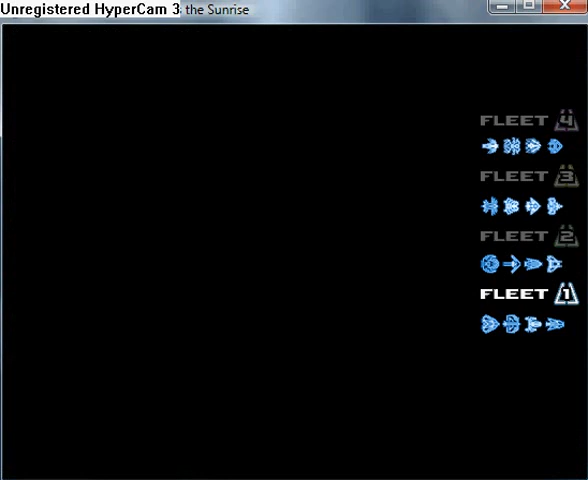 Unregistered HyperCam 3 the Sunrise
FLEET 4
FLEET 3
FLEET 2
FLEET 1